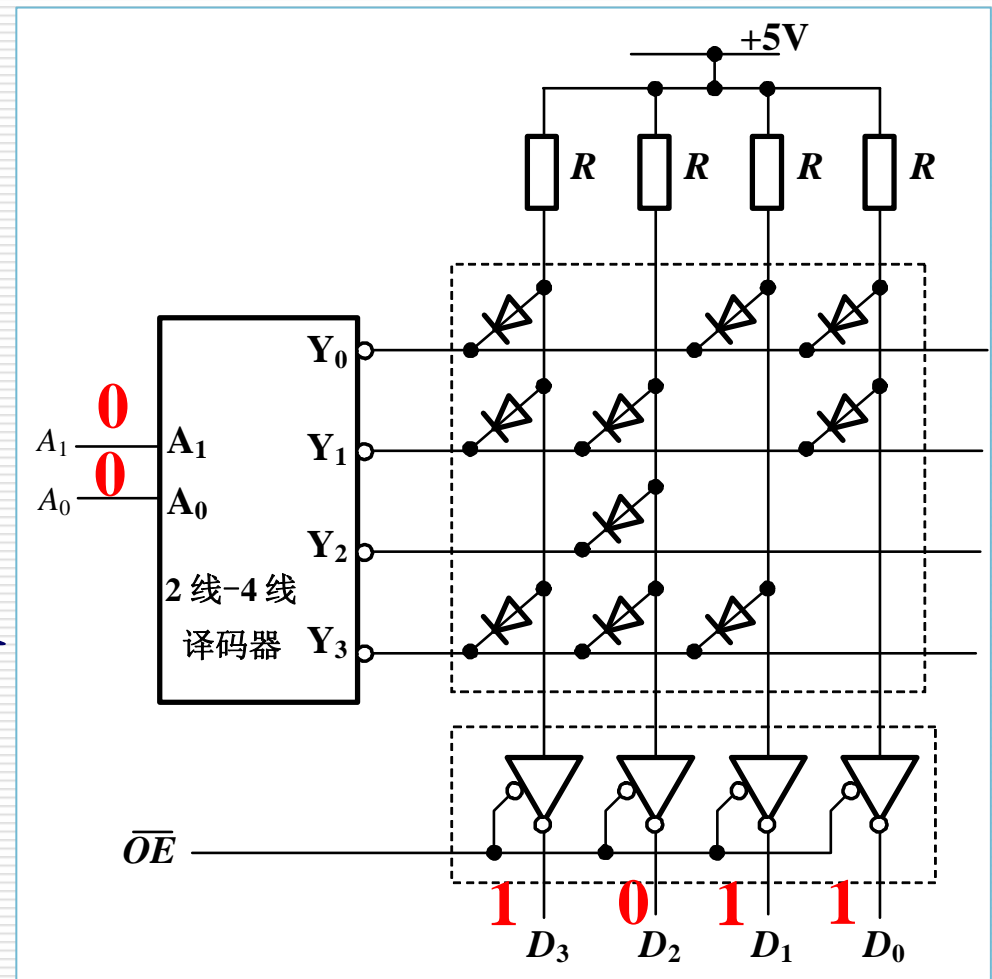 +5V
R R R R
Y₀
0
A₁ A₁ Y₁
0
A₀ A₀
Y₂
2线-4线
译码器 Y₃
O̅E̅
1 0 1 1
D₃ D₂ D₁ D₀